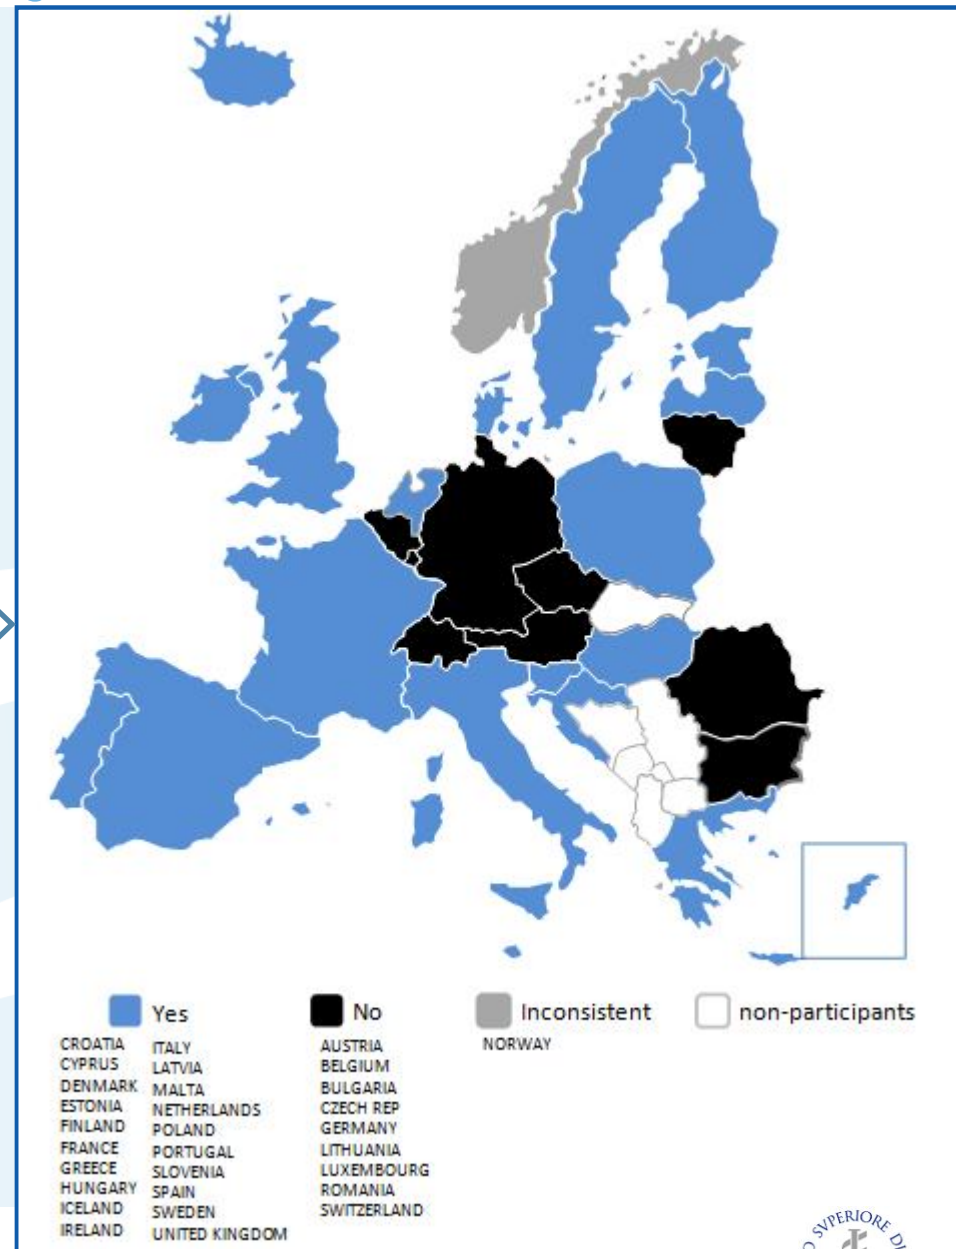 Yes
No
Inconsistent
non-participants
CROATIA
CYPRUS
DENMARK
ESTONIA
FINLAND
FRANCE
GREECE
HUNGARY
ICELAND
IRELAND
ITALY
LATVIA
MALTA
NETHERLANDS
POLAND
PORTUGAL
SLOVENIA
SPAIN
SWEDEN
UNITED KINGDOM
AUSTRIA
BELGIUM
BULGARIA
CZECH REP
GERMANY
LITHUANIA
LUXEMBOURG
ROMANIA
SWITZERLAND
NORWAY
SVPERIORE